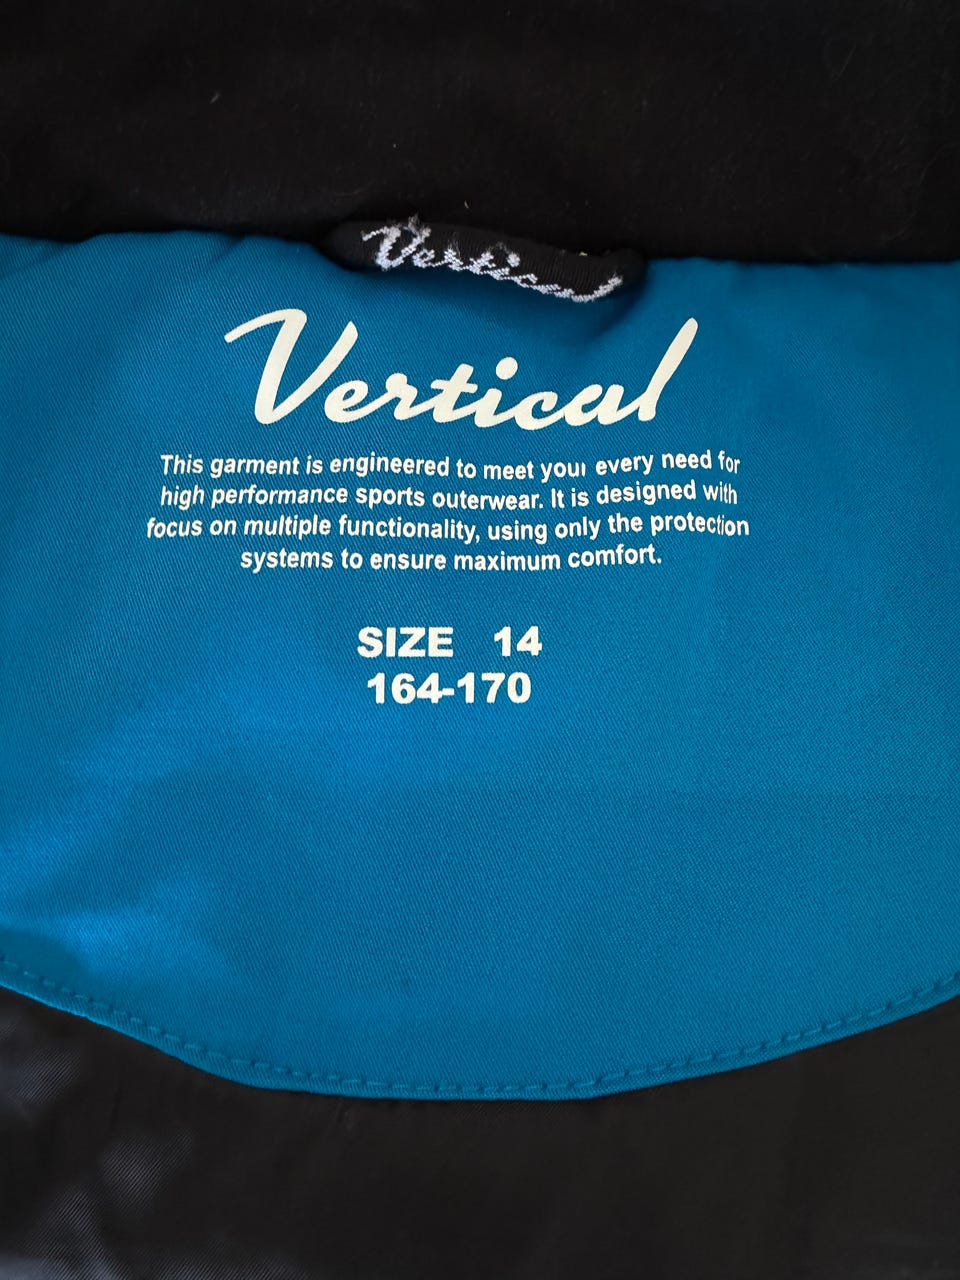 Vertical
Vertical
This garment is engineered to meet your every need for
high performance sports outerwear. It is designed with
focus on multiple functionality, using only the protection
systems to ensure maximum comfort.
SIZE 14
164-170